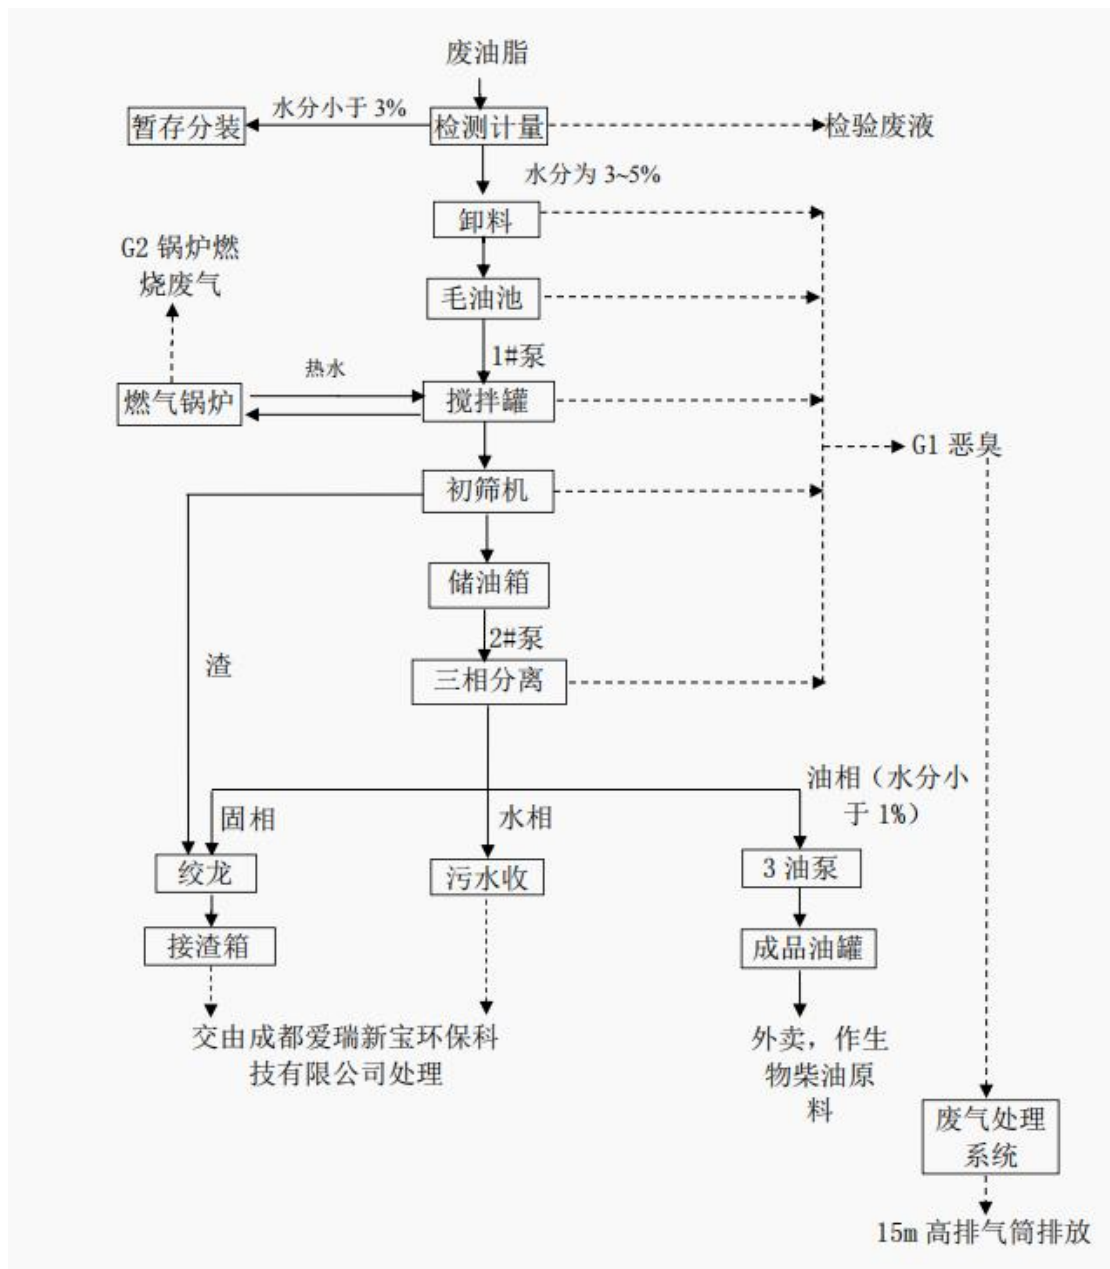 废油脂
水分小于 3%
暂存分装
检测计量
检验废液
水分为 3~5%
卸料
G2 锅炉燃
烧废气
毛油池
1#泵
热水
燃气锅炉
搅拌罐
G1 恶臭
初筛机
储油箱
2#泵
渣
三相分离
油相（水分小
于 1%）
固相
水相
绞龙
污水收
3 油泵
接渣箱
成品油罐
交由成都爱瑞新宝环保科
技有限公司处理
外卖，作生
物柴油原
料
废气处理
系统
15m 高排气筒排放